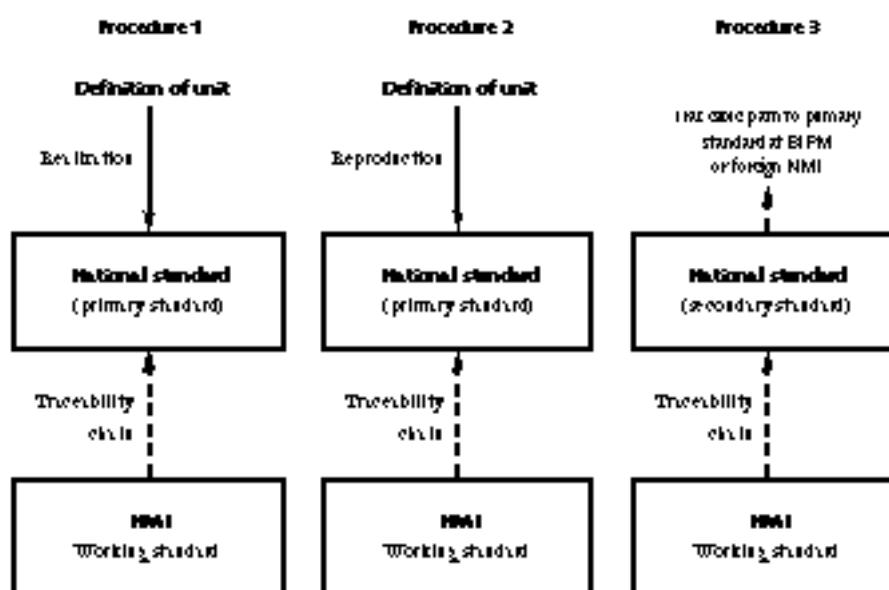 Procedure 1
Procedure 2
Procedure 3
Definition of unit
Definition of unit
Traceable path to primary
standard at BIPM
or foreign NMI
Realization
Reproduction
National standard
(primary standard)
National standard
(primary standard)
National standard
(secondary standard)
Traceability
chain
Traceability
chain
Traceability
chain
NMI
Working standard
NMI
Working standard
NMI
Working standard